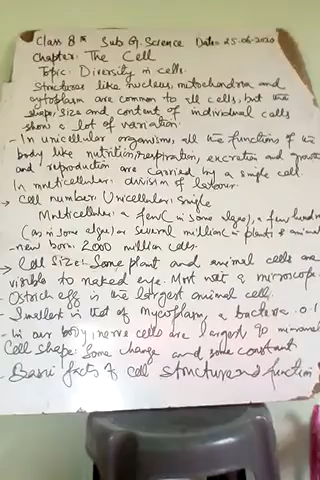 Class 8th Sub G. Science Date = 25.06-2020
Chapter: The Cell
Topic: Diversity in cells.
Structures like nucleus, mitochondria and
cytoplasm are common to all cells, but the
shape, size and content of individual cells
show a lot of variation.
- In unicellular organisms, all the functions of the
body like nutrition, respiration, excretion and growth
and reproduction are carried by a single cell.
In multicellular: division of labour.
→ Cell number: Unicellular: single
Multicellular: a few (in some algae), a few hundred
(as in some algae) or several million in plants & animal
- new born: 2000 million cells.
→ Cell Size: Some plant and animal cells are
visible to naked eye. Most use a microscope.
- Ostrich egg is the largest animal cell.
- Smallest is that of Mycoplasm, a bacteria. 0.1
- In our body, nerve cells are largest 90
Cell shape: Some change and some constant
- Basic facts of cell structure and function